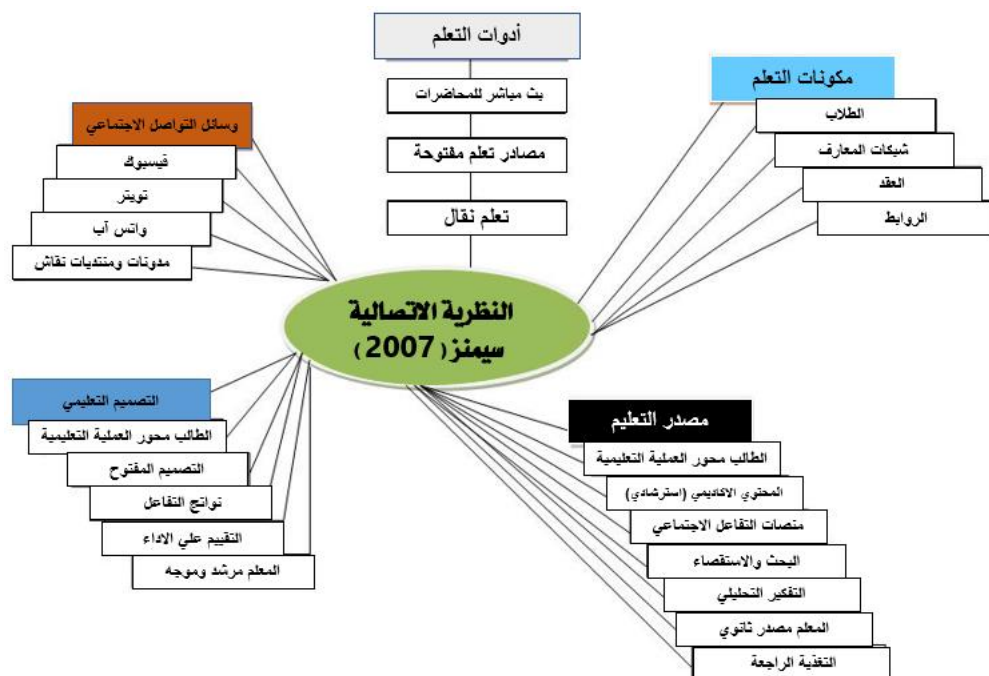 أدوات التعلم
بث مباشر للمحاضرات
مصادر تعلم مفتوحة
تعلم نقال
مكونات التعلم
الطلاب
شبكات المعارف
العقد
الروابط
وسائل التواصل الاجتماعي
فيسبوك
تويتر
واتس آب
مدونات ومنتديات نقاش
النظرية الاتصالية
سيمنز (2007)
مصدر التعليم
الطالب محور العملية التعليمية
المحتوي الاكاديمي (استرشادي)
منصات التفاعل الاجتماعي
البحث والاستقصاء
التفكير التحليلي
المعلم مصدر ثانوي
التغذية الراجعة
التصميم التعليمي
الطالب محور العملية التعليمية
التصميم المفتوح
نواتج التفاعل
التقييم علي الاداء
المعلم مرشد وموجه